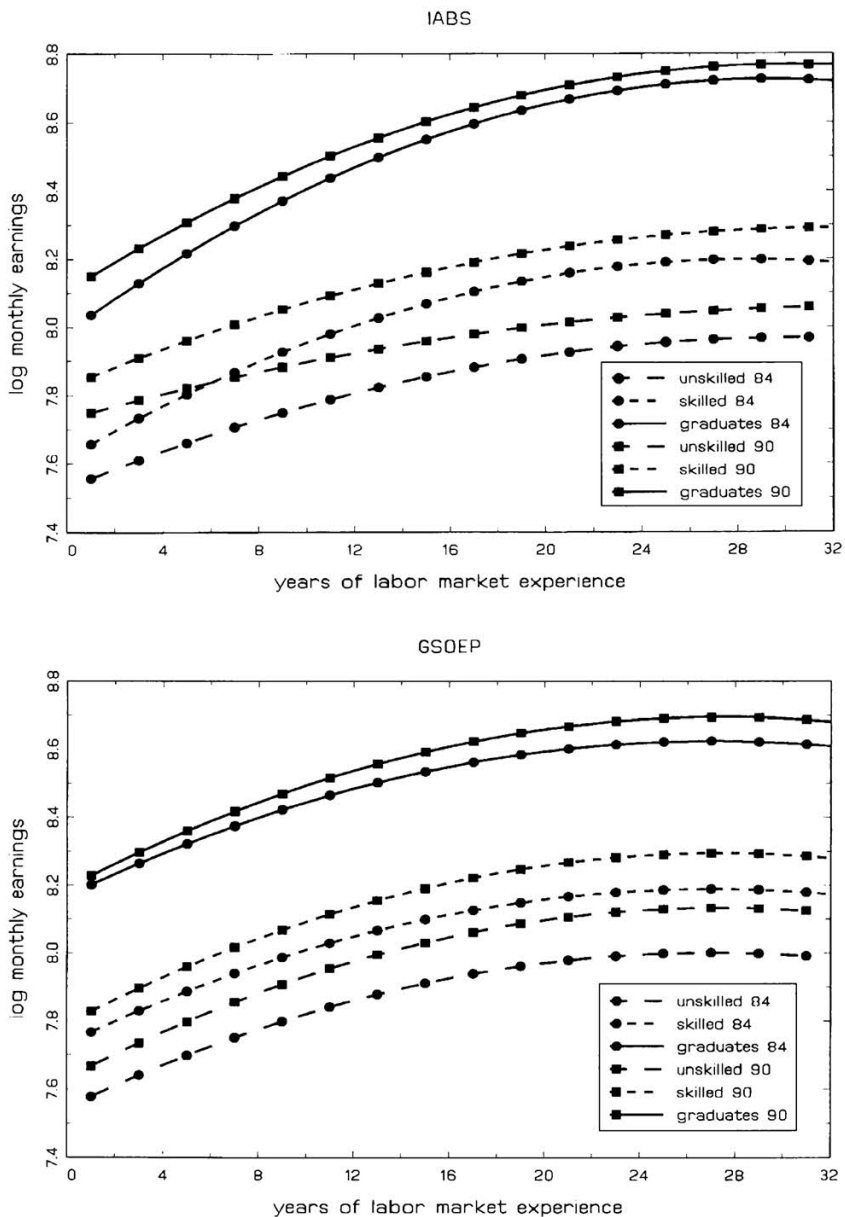 IABS
log monthly earnings
8.8
8.6
8.4
8.2
8.0
7.8
7.6
7.4
unskilled 84
skilled 84
graduates 84
unskilled 90
skilled 90
graduates 90
0 4 8 12 16 20 24 28 32
years of labor market experience
GSOEP
log monthly earnings
8.8
8.6
8.4
8.2
8.0
7.8
7.6
7.4
unskilled 84
skilled 84
graduates 84
unskilled 90
skilled 90
graduates 90
0 4 8 12 16 20 24 28 32
years of labor market experience